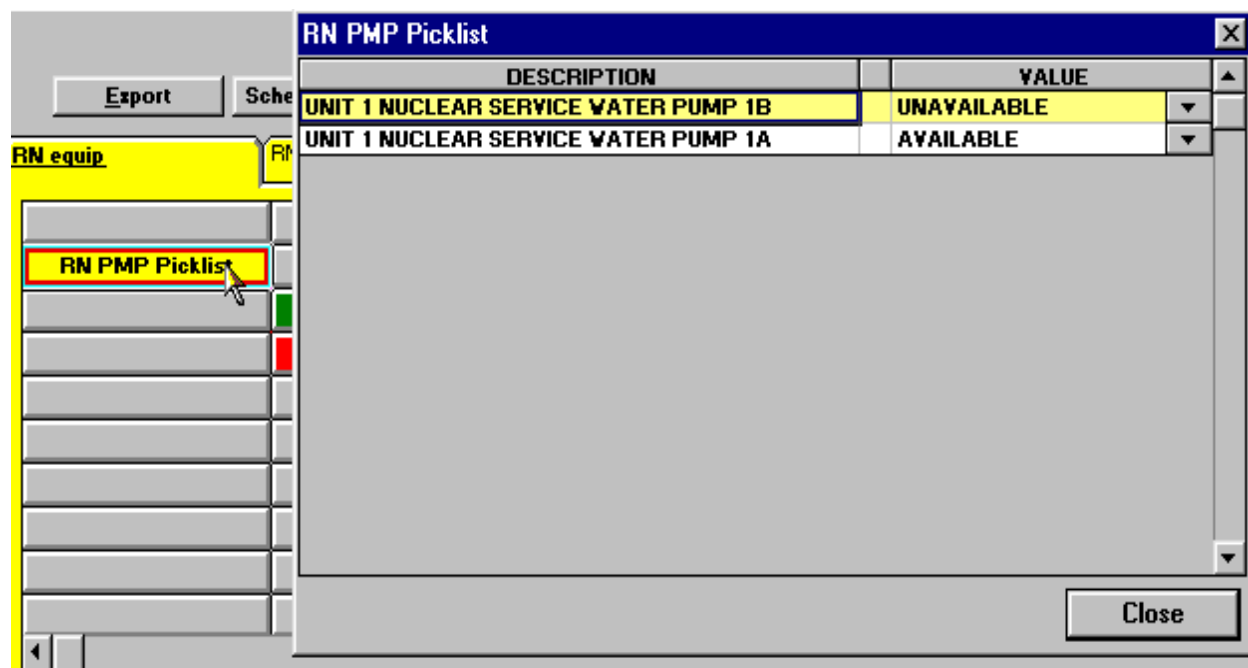 RN PMP Picklist
DESCRIPTION VALUE
Export Sche
UNIT 1 NUCLEAR SERVICE WATER PUMP 1B UNAVAILABLE
UNIT 1 NUCLEAR SERVICE WATER PUMP 1A AVAILABLE
RN equip RN
RN PMP Picklist
Close